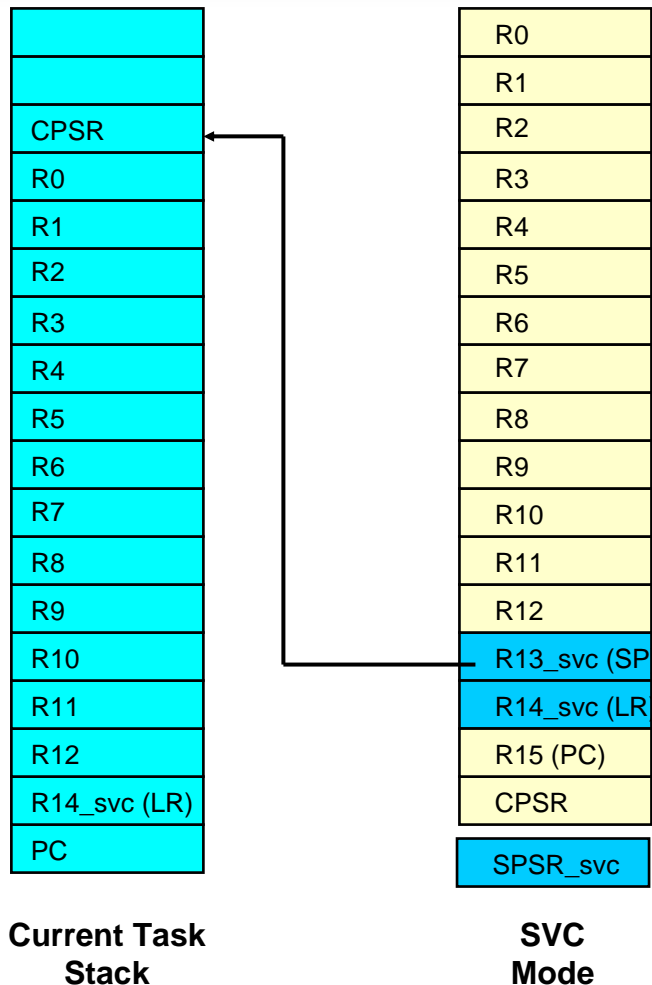 CPSR
R0
R1
R2
R3
R4
R5
R6
R7
R8
R9
R10
R11
R12
R14_svc (LR)
PC
Current Task
Stack
R0
R1
R2
R3
R4
R5
R6
R7
R8
R9
R10
R11
R12
R13_svc (SP
R14_svc (LR)
R15 (PC)
CPSR
SPSR_svc
SVC
Mode